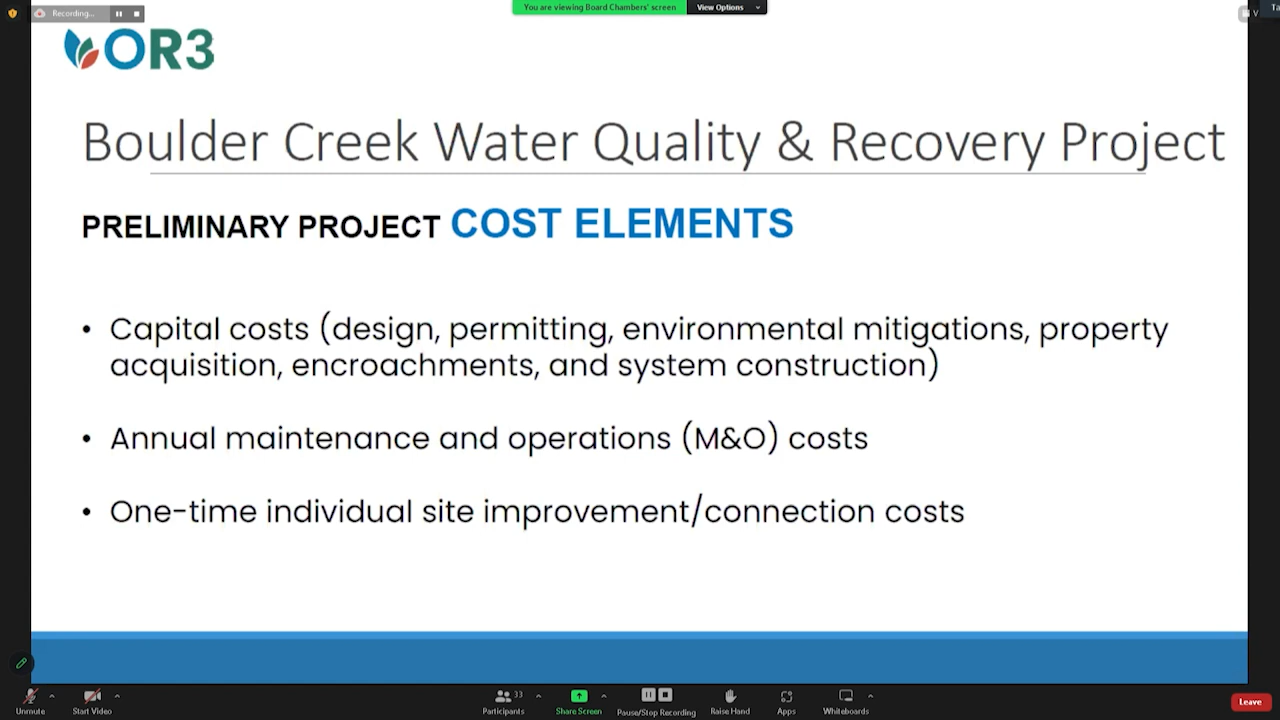 Recording...
You are viewing Board Chambers' screen
View Options
V
Ta
OR3
Boulder Creek Water Quality & Recovery Project
PRELIMINARY PROJECT COST ELEMENTS
• Capital costs (design, permitting, environmental mitigations, property
acquisition, encroachments, and system construction)
• Annual maintenance and operations (M&O) costs
• One-time individual site improvement/connection costs
Unmute
Start Video
33
Participants
Share Screen
Pause/Stop Recording
Raise Hand
Apps
Whiteboards
Leave